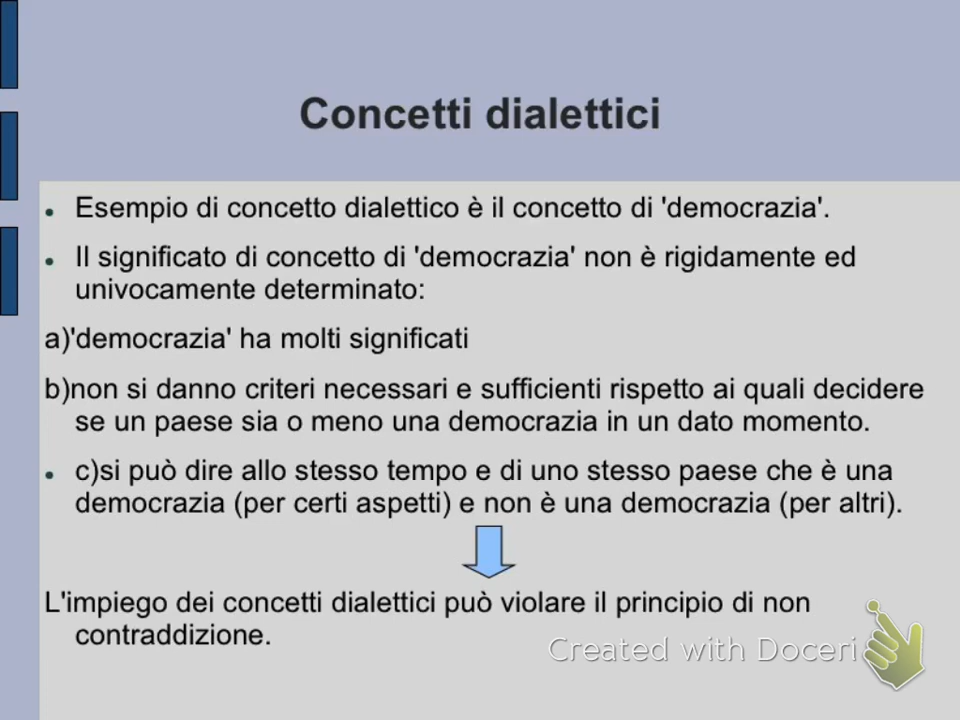 Concetti dialettici
Esempio di concetto dialettico è il concetto di 'democrazia'.
Il significato di concetto di 'democrazia' non è rigidamente ed
univocamente determinato:
a)'democrazia' ha molti significati
b)non si danno criteri necessari e sufficienti rispetto ai quali decidere
se un paese sia o meno una democrazia in un dato momento.
c)si può dire allo stesso tempo e di uno stesso paese che è una
democrazia (per certi aspetti) e non è una democrazia (per altri).
L'impiego dei concetti dialettici può violare il principio di non
contraddizione.
Created with Doceri